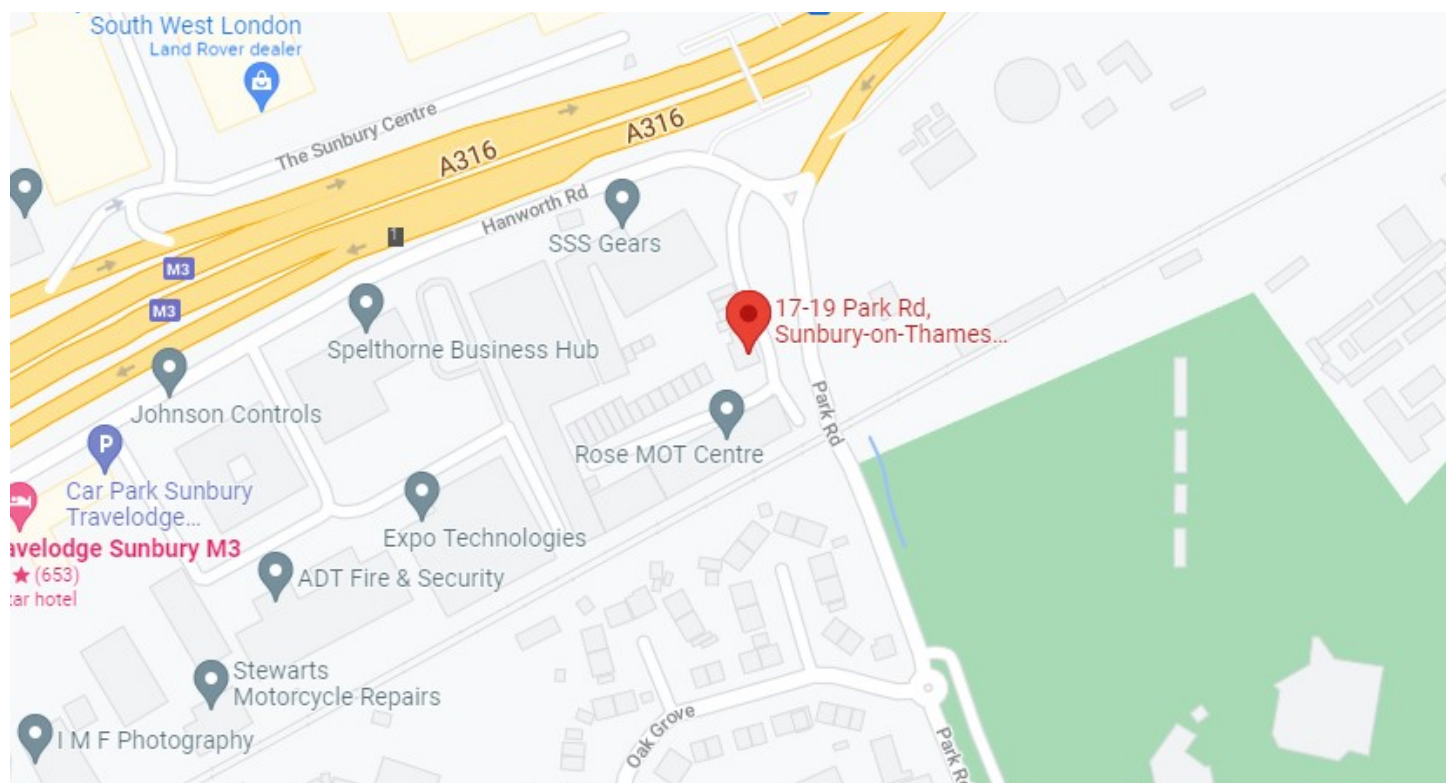 South West London
Land Rover dealer
The Sunbury Centre
A316
A316
Hanworth Rd
SSS Gears
1
M3
M3
17-19 Park Rd,
Sunbury-on-Thames...
Spelthorne Business Hub
Johnson Controls
Park Rd
Rose MOT Centre
P
Car Park Sunbury
Travelodge...
Expo Technologies
avelodge Sunbury M3
★ (653)
tar hotel
ADT Fire & Security
Stewarts
Motorcycle Repairs
I M F Photography
Oak Grove
Park R